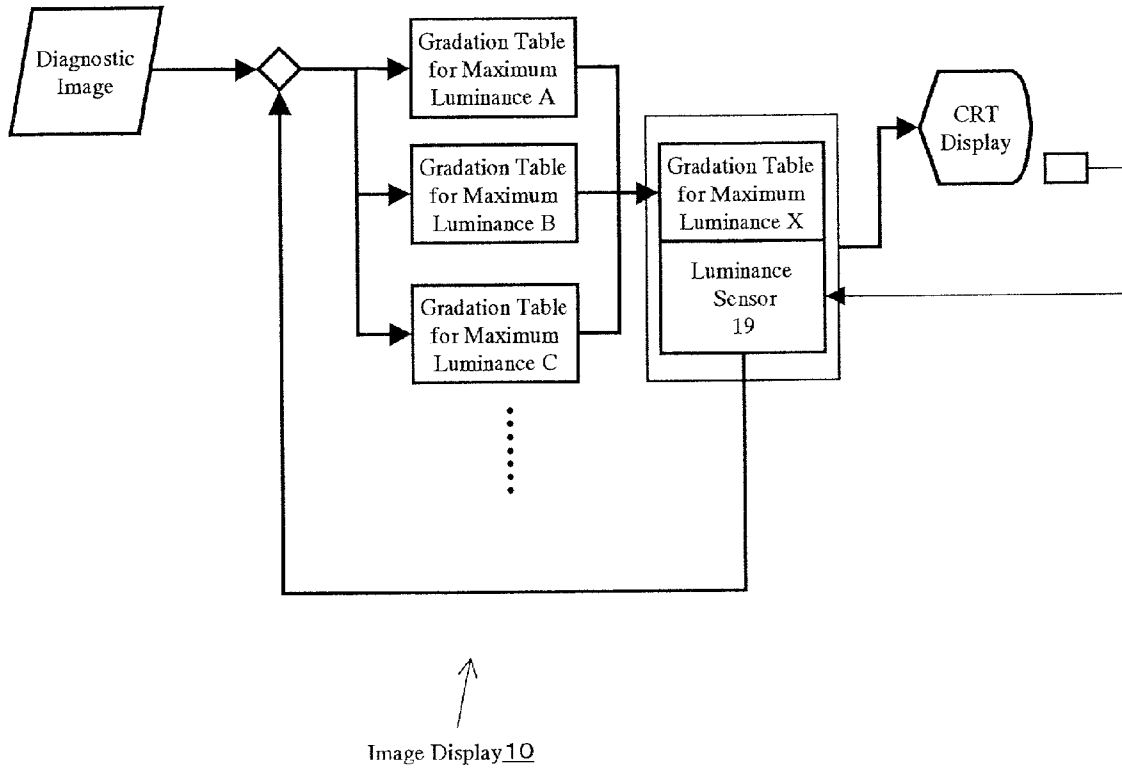 Diagnostic
Image
Gradation Table
for Maximum
Luminance A
Gradation Table
for Maximum
Luminance B
Gradation Table
for Maximum
Luminance C
Gradation Table
for Maximum
Luminance X
Luminance
Sensor
19
CRT
Display
Image Display 10